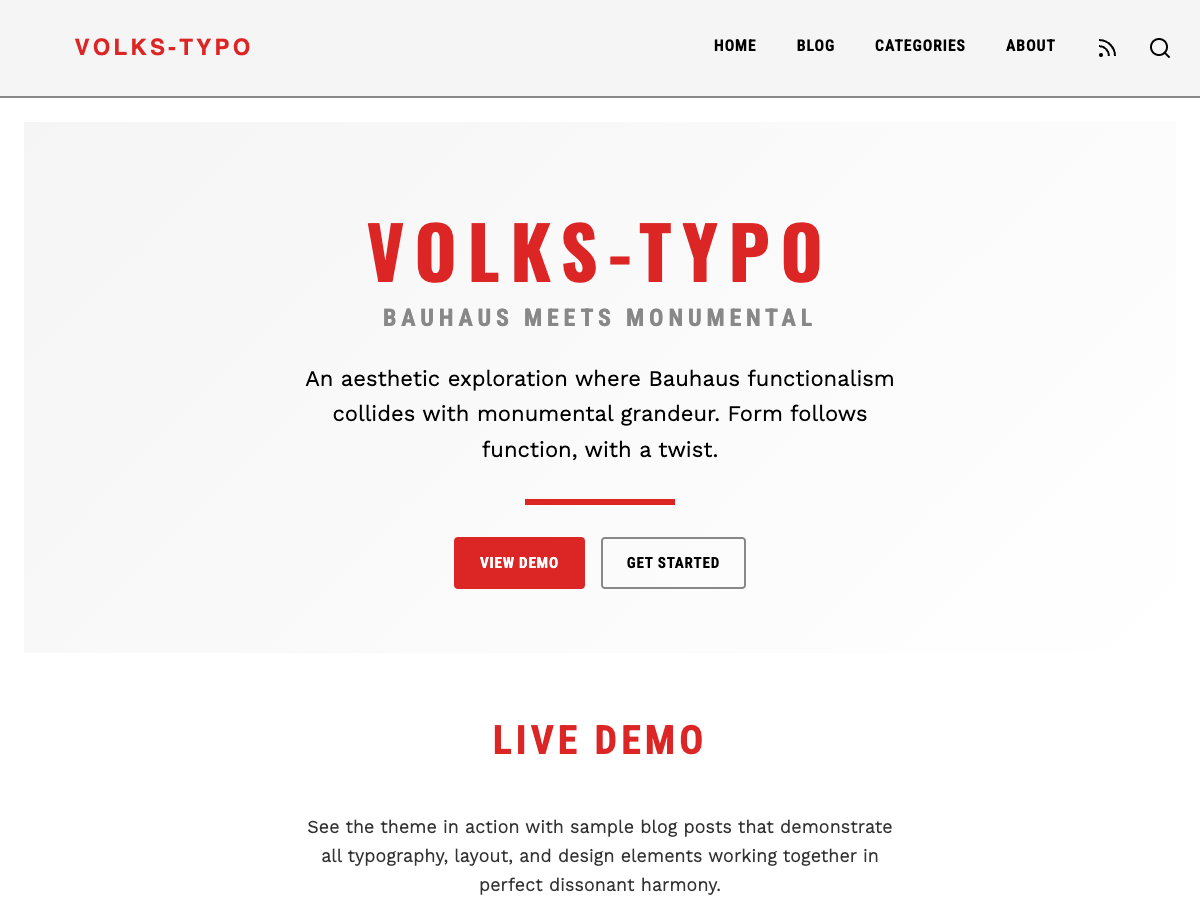 VOLKS-TYPO
HOME BLOG CATEGORIES ABOUT
VOLKS-TYPO
BAUHAUS MEETS MONUMENTAL
An aesthetic exploration where Bauhaus functionalism
collides with monumental grandeur. Form follows
function, with a twist.
VIEW DEMO GET STARTED
LIVE DEMO
See the theme in action with sample blog posts that demonstrate
all typography, layout, and design elements working together in
perfect dissonant harmony.